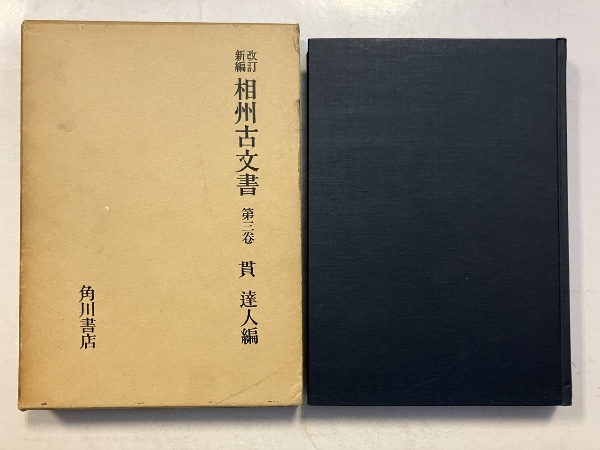 改訂
新編
相州古文書 第三卷 貫 達人編
角川書店